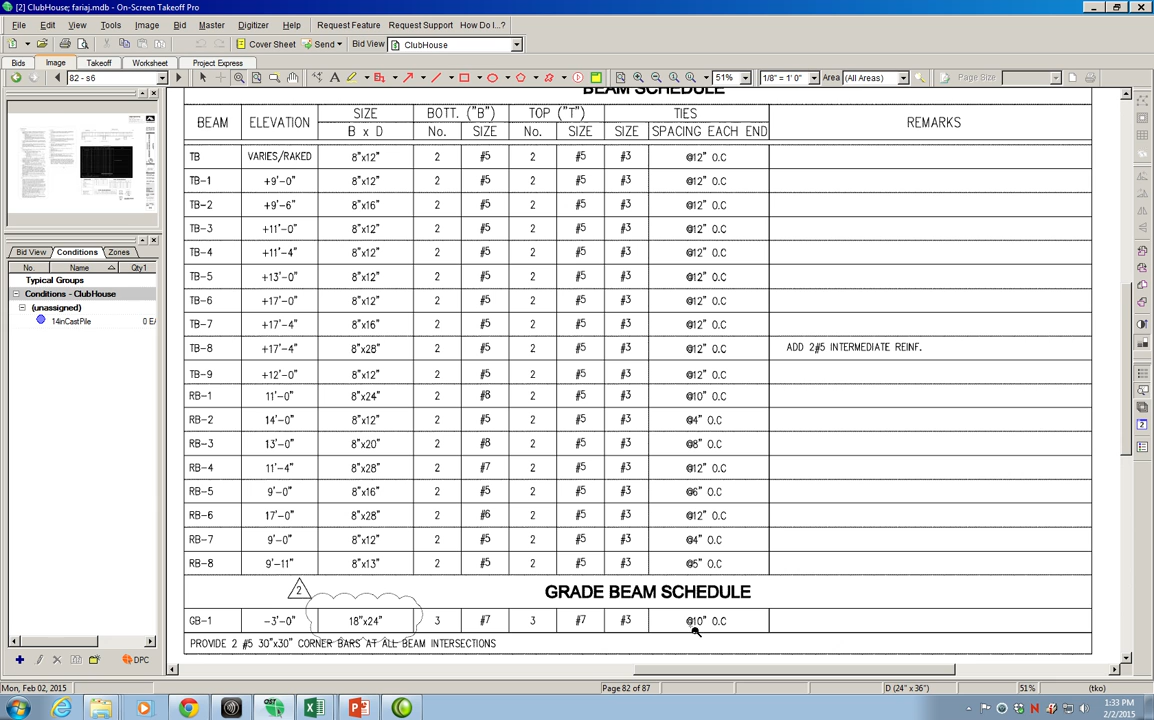 [2] ClubHouse; fariaj.mdb - On-Screen Takeoff Pro
File Edit View Tools Image Bid Master Digitizer Help Request Feature Request Support How Do I...?
Cover Sheet Send Bid View ClubHouse
Bids Image Takeoff Worksheet Project Express
82 - s6 51% 1/8" = 1' 0" Area (All Areas) Page Size
Bid View Conditions Zones
No. Name Qty1
Typical Groups
Conditions - ClubHouse
(unassigned)
14inCastPile 0 EA
DPC
BEAM SCHEDULE
BEAM ELEVATION SIZE BOTT. ("B") TOP ("T") TIES REMARKS
B x D No. SIZE No. SIZE SIZE SPACING EACH END
TB VARIES/RAKED 8"x12" 2 #5 2 #5 #3 @12" O.C
TB-1 +9'-0" 8"x12" 2 #5 2 #5 #3 @12" O.C
TB-2 +9'-6" 8"x16" 2 #5 2 #5 #3 @12" O.C
TB-3 +11'-0" 8"x12" 2 #5 2 #5 #3 @12" O.C
TB-4 +11'-4" 8"x12" 2 #5 2 #5 #3 @12" O.C
TB-5 +13'-0" 8"x12" 2 #5 2 #5 #3 @12" O.C
TB-6 +17'-0" 8"x12" 2 #5 2 #5 #3 @12" O.C
TB-7 +17'-4" 8"x16" 2 #5 2 #5 #3 @12" O.C
TB-8 +17'-4" 8"x28" 2 #5 2 #5 #3 @12" O.C ADD 2#5 INTERMEDIATE REINF.
TB-9 +12'-0" 8"x12" 2 #5 2 #5 #3 @12" O.C
RB-1 11'-0" 8"x24" 2 #8 2 #5 #3 @10" O.C
RB-2 14'-0" 8"x12" 2 #5 2 #5 #3 @4" O.C
RB-3 13'-0" 8"x20" 2 #8 2 #5 #3 @8" O.C
RB-4 11'-4" 8"x28" 2 #7 2 #5 #3 @12" O.C
RB-5 9'-0" 8"x16" 2 #5 2 #5 #3 @6" O.C
RB-6 17'-0" 8"x28" 2 #6 2 #5 #3 @12" O.C
RB-7 9'-0" 8"x12" 2 #5 2 #5 #3 @4" O.C
RB-8 9'-11" 8"x13" 2 #5 2 #5 #3 @5" O.C
2 GRADE BEAM SCHEDULE
GB-1 -3'-0" 18"x24" 3 #7 3 #7 #3 @10" O.C
PROVIDE 2 #5 30"x30" CORNER BARS AT ALL BEAM INTERSECTIONS
Mon, Feb 02, 2015 Page 82 of 87 D (24" x 36") 51% (tko)
1:33 PM
2/2/2015